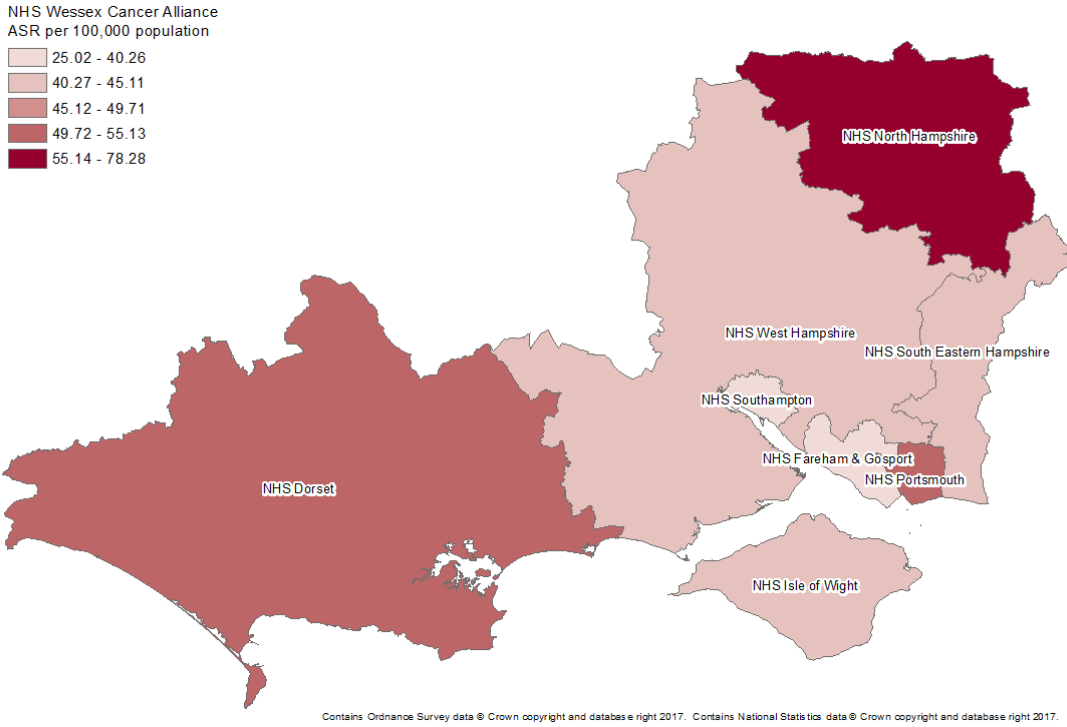 NHS Wessex Cancer Alliance
ASR per 100,000 population
25.02 - 40.26
40.27 - 45.11
45.12 - 49.71
49.72 - 55.13
55.14 - 78.28
NHS North Hampshire
NHS West Hampshire
NHS South Eastern Hampshire
NHS Southampton
NHS Fareham & Gosport
NHS Portsmouth
NHS Dorset
NHS Isle of Wight
Contains Ordnance Survey data © Crown copyright and database right 2017. Contains National Statistics data © Crown copyright and database right 2017.